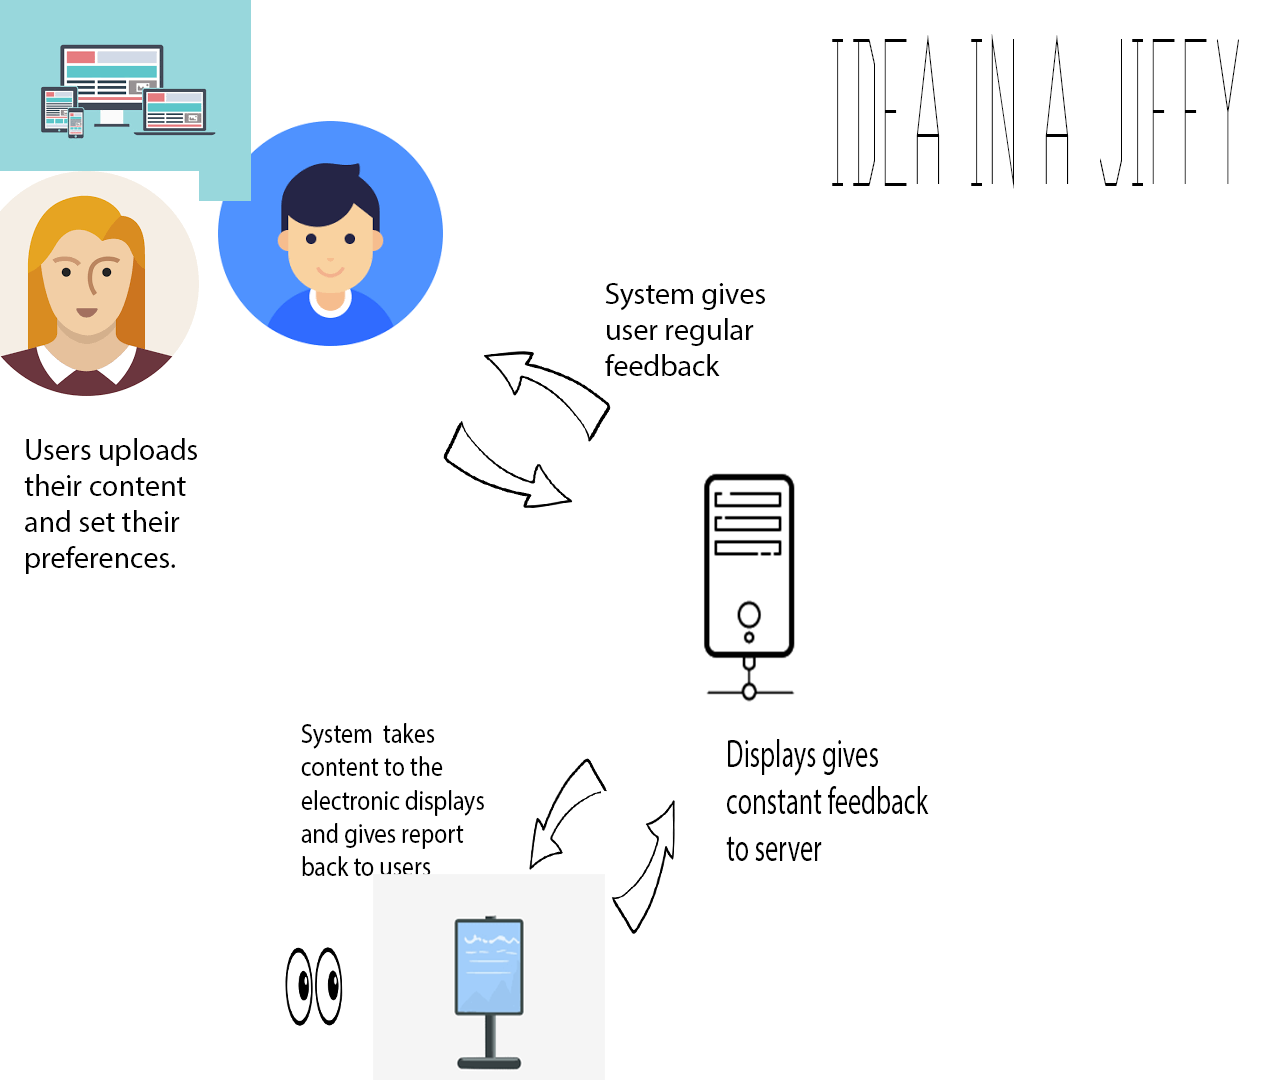 IDEA IN A JIFFY
System gives
user regular
feedback
Users uploads
their content
and set their
preferences.
System takes
content to the
electronic displays
and gives report
back to users
Displays gives
constant feedback
to server